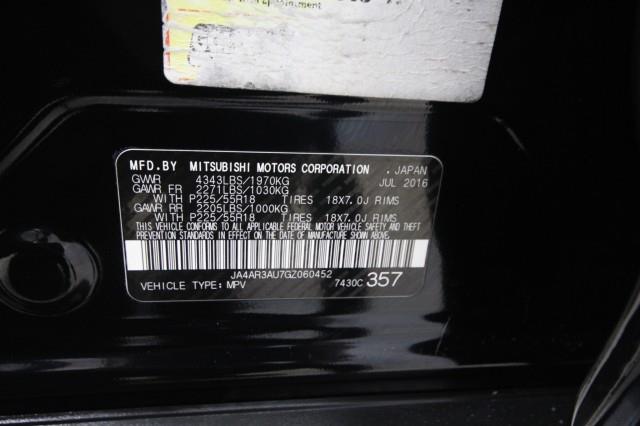 MFD.BY MITSUBISHI MOTORS CORPORATION . JAPAN
GVWR 4343LBS/1970KG JUL 2016
GAWR FR 2271LBS/1030KG
WITH P225/55R18 TIRES 18X7.0J RIMS
GAWR RR 2205LBS/1000KG
WITH P225/55R18 TIRES 18X7.0J RIMS
THIS VEHICLE CONFORMS TO ALL APPLICABLE FEDERAL MOTOR VEHICLE SAFETY AND THEFT
PREVENTION STANDARDS IN EFFECT ON THE DATE OF MANUFACTURE SHOWN ABOVE.
JA4AR3AU7GZ060452
VEHICLE TYPE: MPV 7430C 357